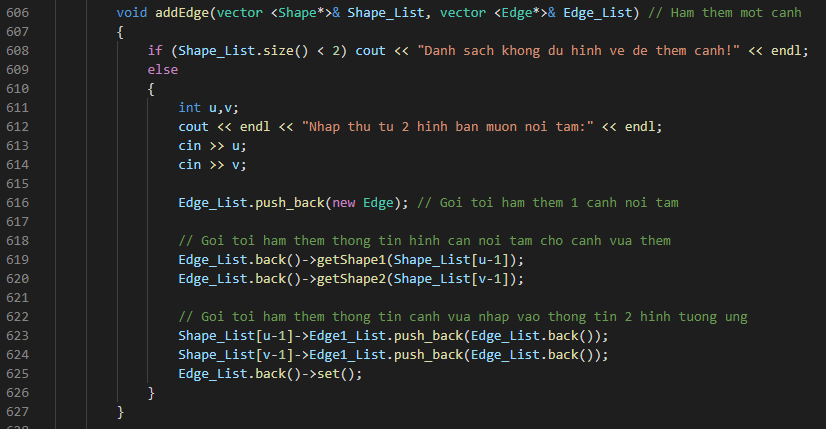 606 void addEdge(vector <Shape*>& Shape_List, vector <Edge*>& Edge_List) // Ham them mot canh
607 {
608 if (Shape_List.size() < 2) cout << "Danh sach khong du hinh ve de them canh!" << endl;
609 else
610 {
611 int u,v;
612 cout << endl << "Nhap thu tu 2 hinh ban muon noi tam:" << endl;
613 cin >> u;
614 cin >> v;
615
616 Edge_List.push_back(new Edge); // Goi toi ham them 1 canh noi tam
617
618 // Goi toi ham them thong tin hinh can noi tam cho canh vua them
619 Edge_List.back()->getShape1(Shape_List[u-1]);
620 Edge_List.back()->getShape2(Shape_List[v-1]);
621
622 // Goi toi ham them thong tin canh vua nhap vao thong tin 2 hinh tuong ung
623 Shape_List[u-1]->Edge1_List.push_back(Edge_List.back());
624 Shape_List[v-1]->Edge1_List.push_back(Edge_List.back());
625 Edge_List.back()->set();
626 }
627 }